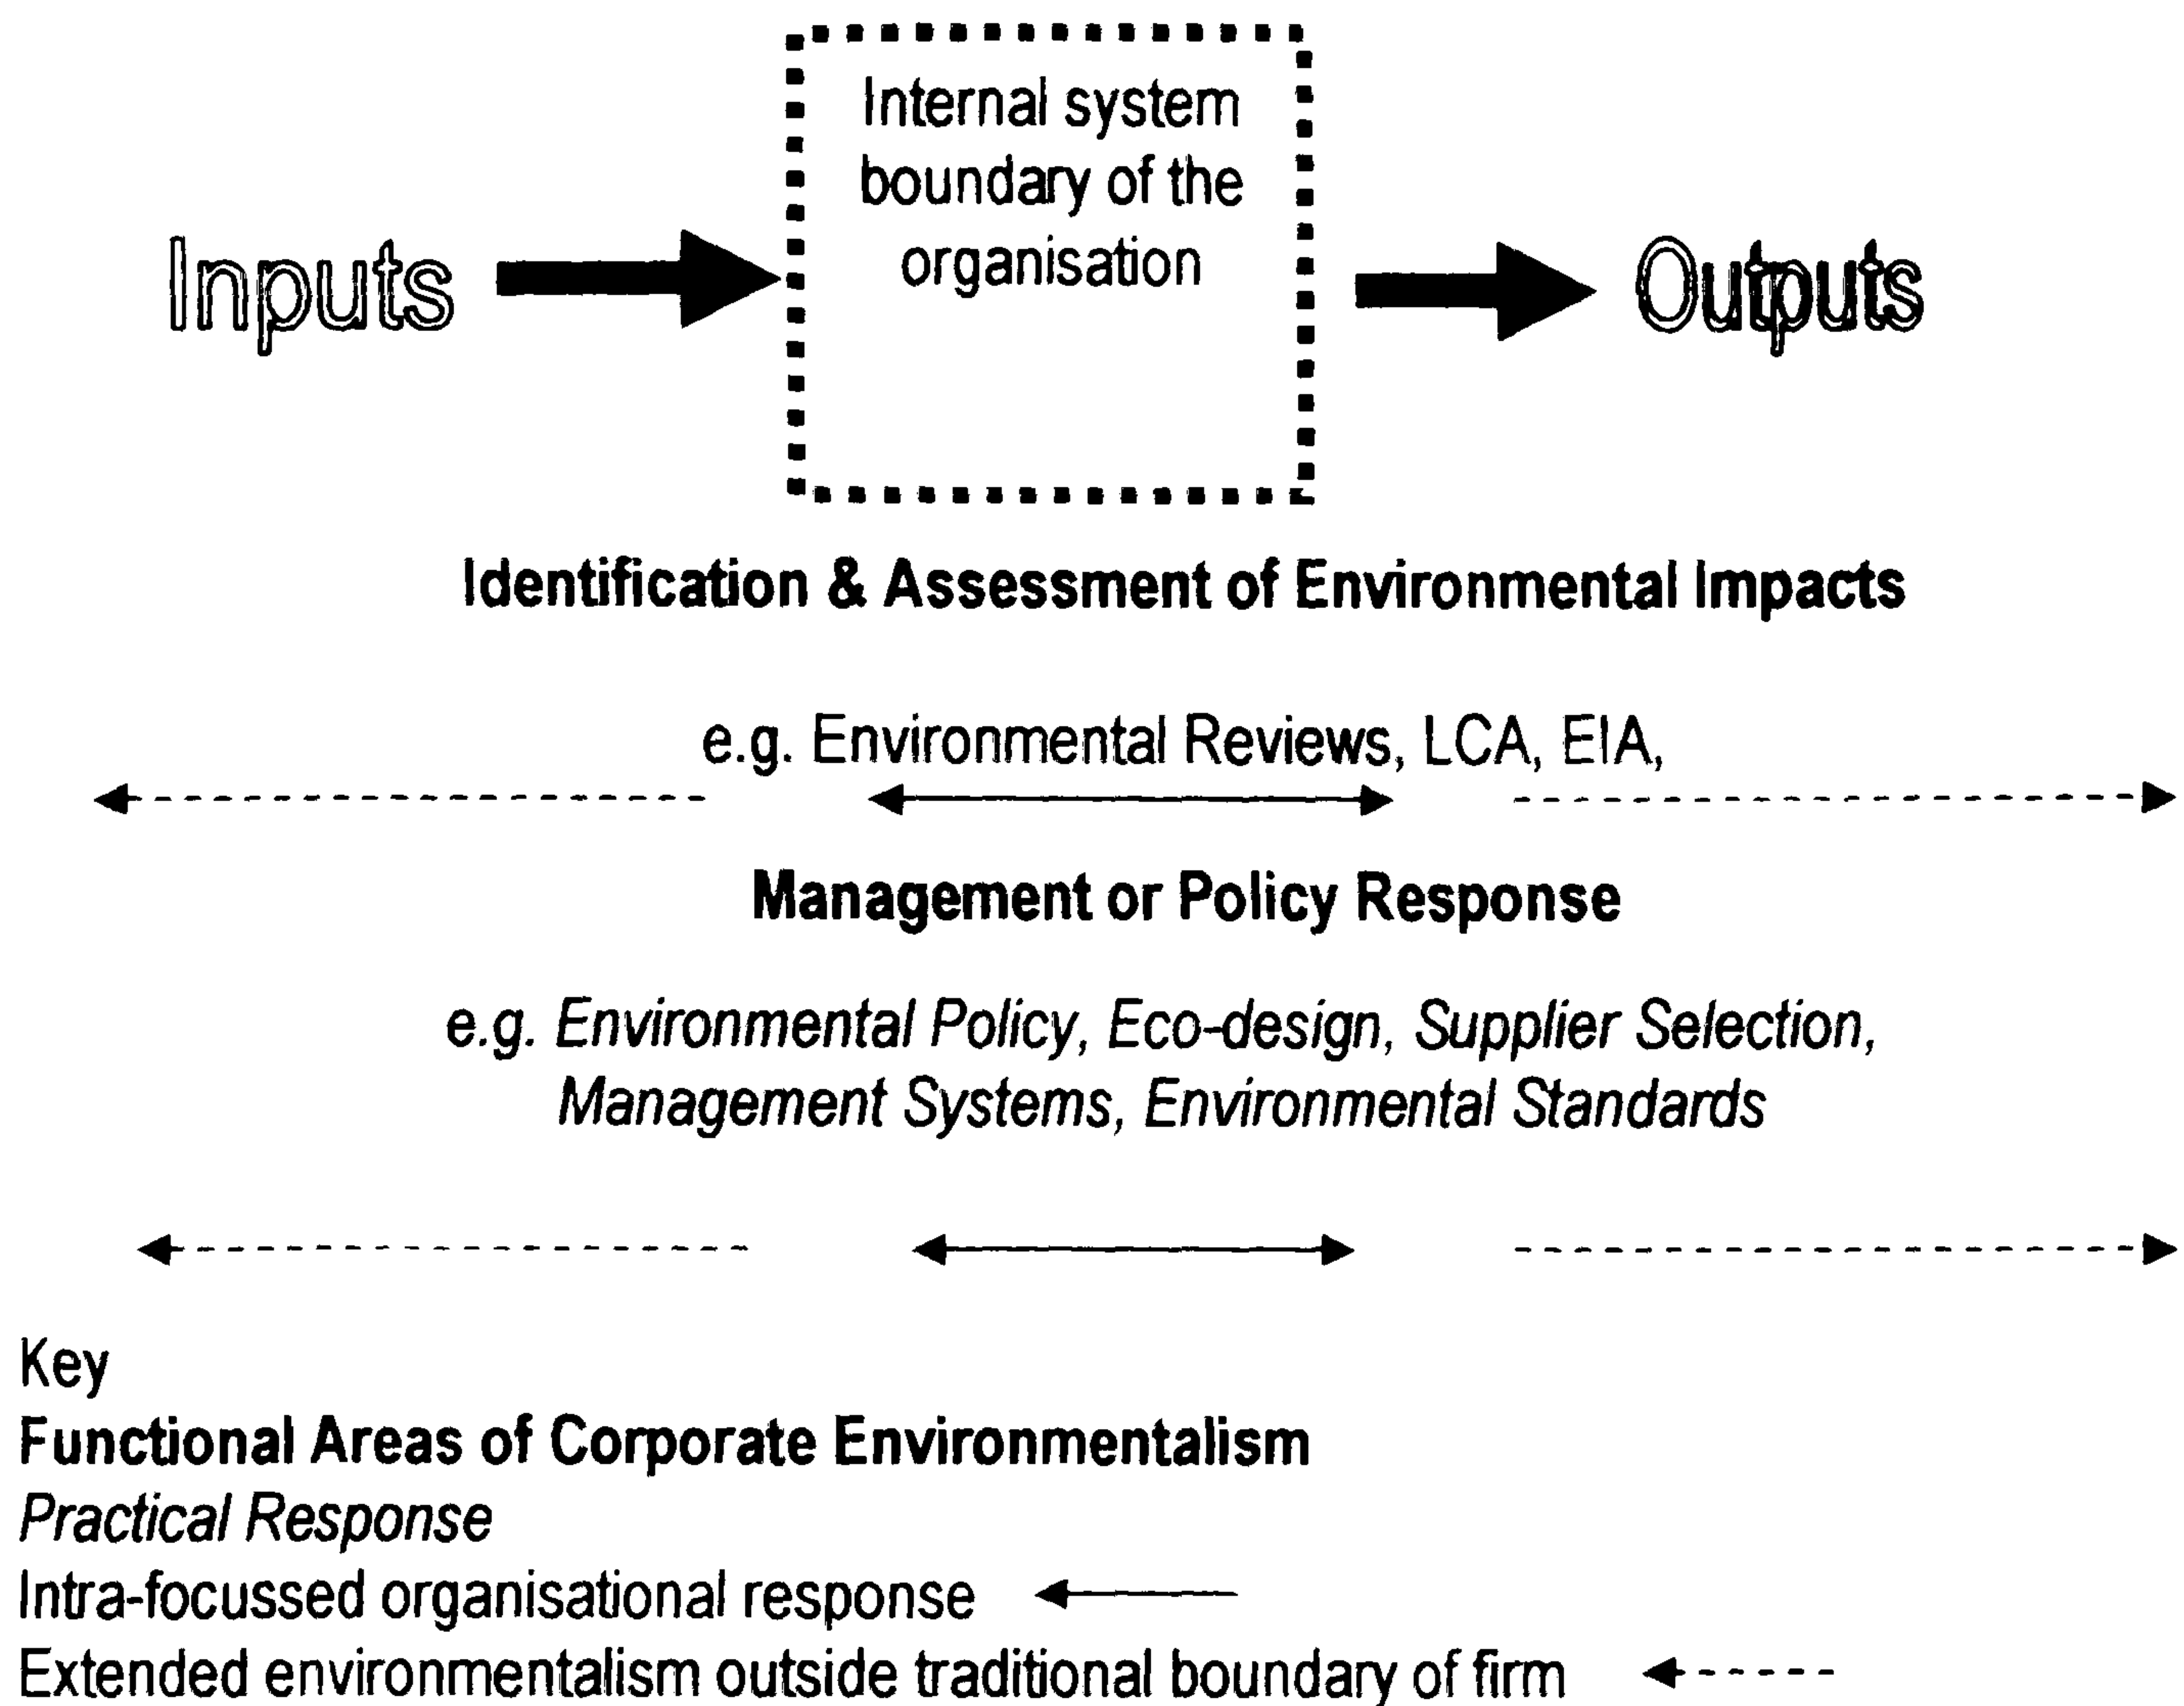 Internal system
boundary of the
organisation
Inputs
Outputs
Identification & Assessment of Environmental Impacts
e.g. Environmental Reviews, LCA, EIA,
Management or Policy Response
e.g. Environmental Policy, Eco-design, Supplier Selection,
Management Systems, Environmental Standards
Key
Functional Areas of Corporate Environmentalism
Practical Response
Intra-focussed organisational response
Extended environmentalism outside traditional boundary of firm